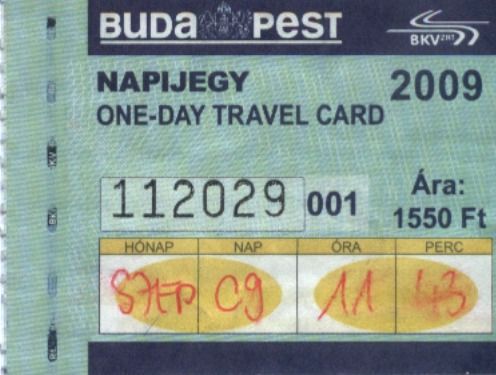 BUDAPEST
BKV ZRT
NAPIJEGY 2009
ONE-DAY TRAVEL CARD
112029 001
Ára:
1550 Ft
HÓNAP NAP ÓRA PERC
SZEP 09 11 43